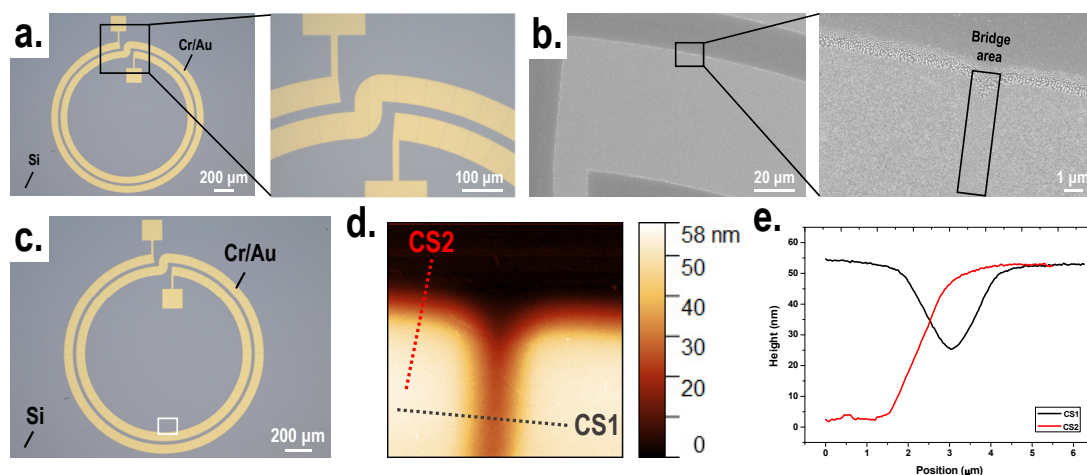 a.
Cr/Au
Si
200 µm
100 µm
b.
20 µm
Bridge
area
1 µm
c.
Cr/Au
Si
200 µm
d.
CS2
CS1
58 nm
50
40
30
20
10
0
e.
Height (nm)
60
50
40
30
20
10
0
0
1
2
3
4
5
6
Position (µm)
CS1
CS2